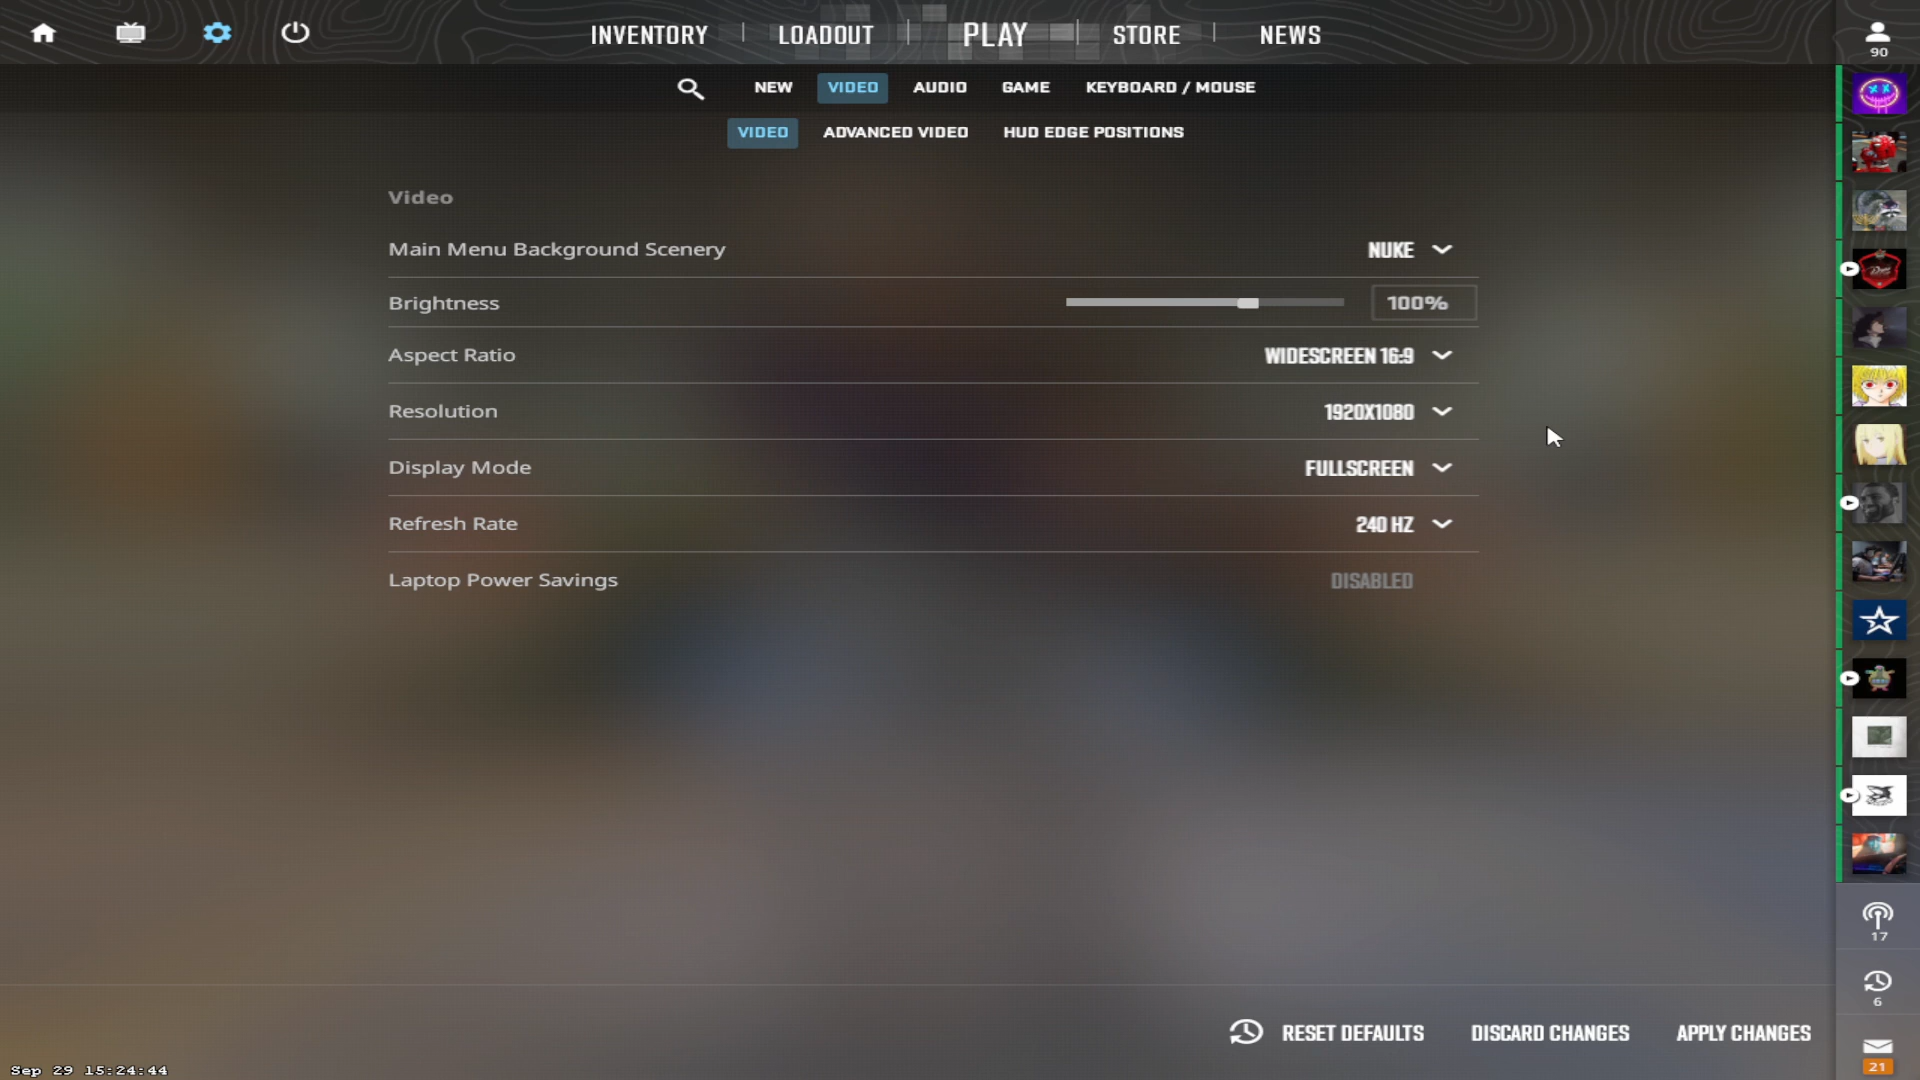 INVENTORY LOADOUT PLAY STORE NEWS
90
NEW VIDEO AUDIO GAME KEYBOARD / MOUSE
VIDEO ADVANCED VIDEO HUD EDGE POSITIONS
Video
Main Menu Background Scenery NUKE
Brightness 100%
Aspect Ratio WIDESCREEN 16:9
Resolution 1920X1080
Display Mode FULLSCREEN
Refresh Rate 240 HZ
Laptop Power Savings DISABLED
17
6
RESET DEFAULTS DISCARD CHANGES APPLY CHANGES
21
Sep 29 15:24:44